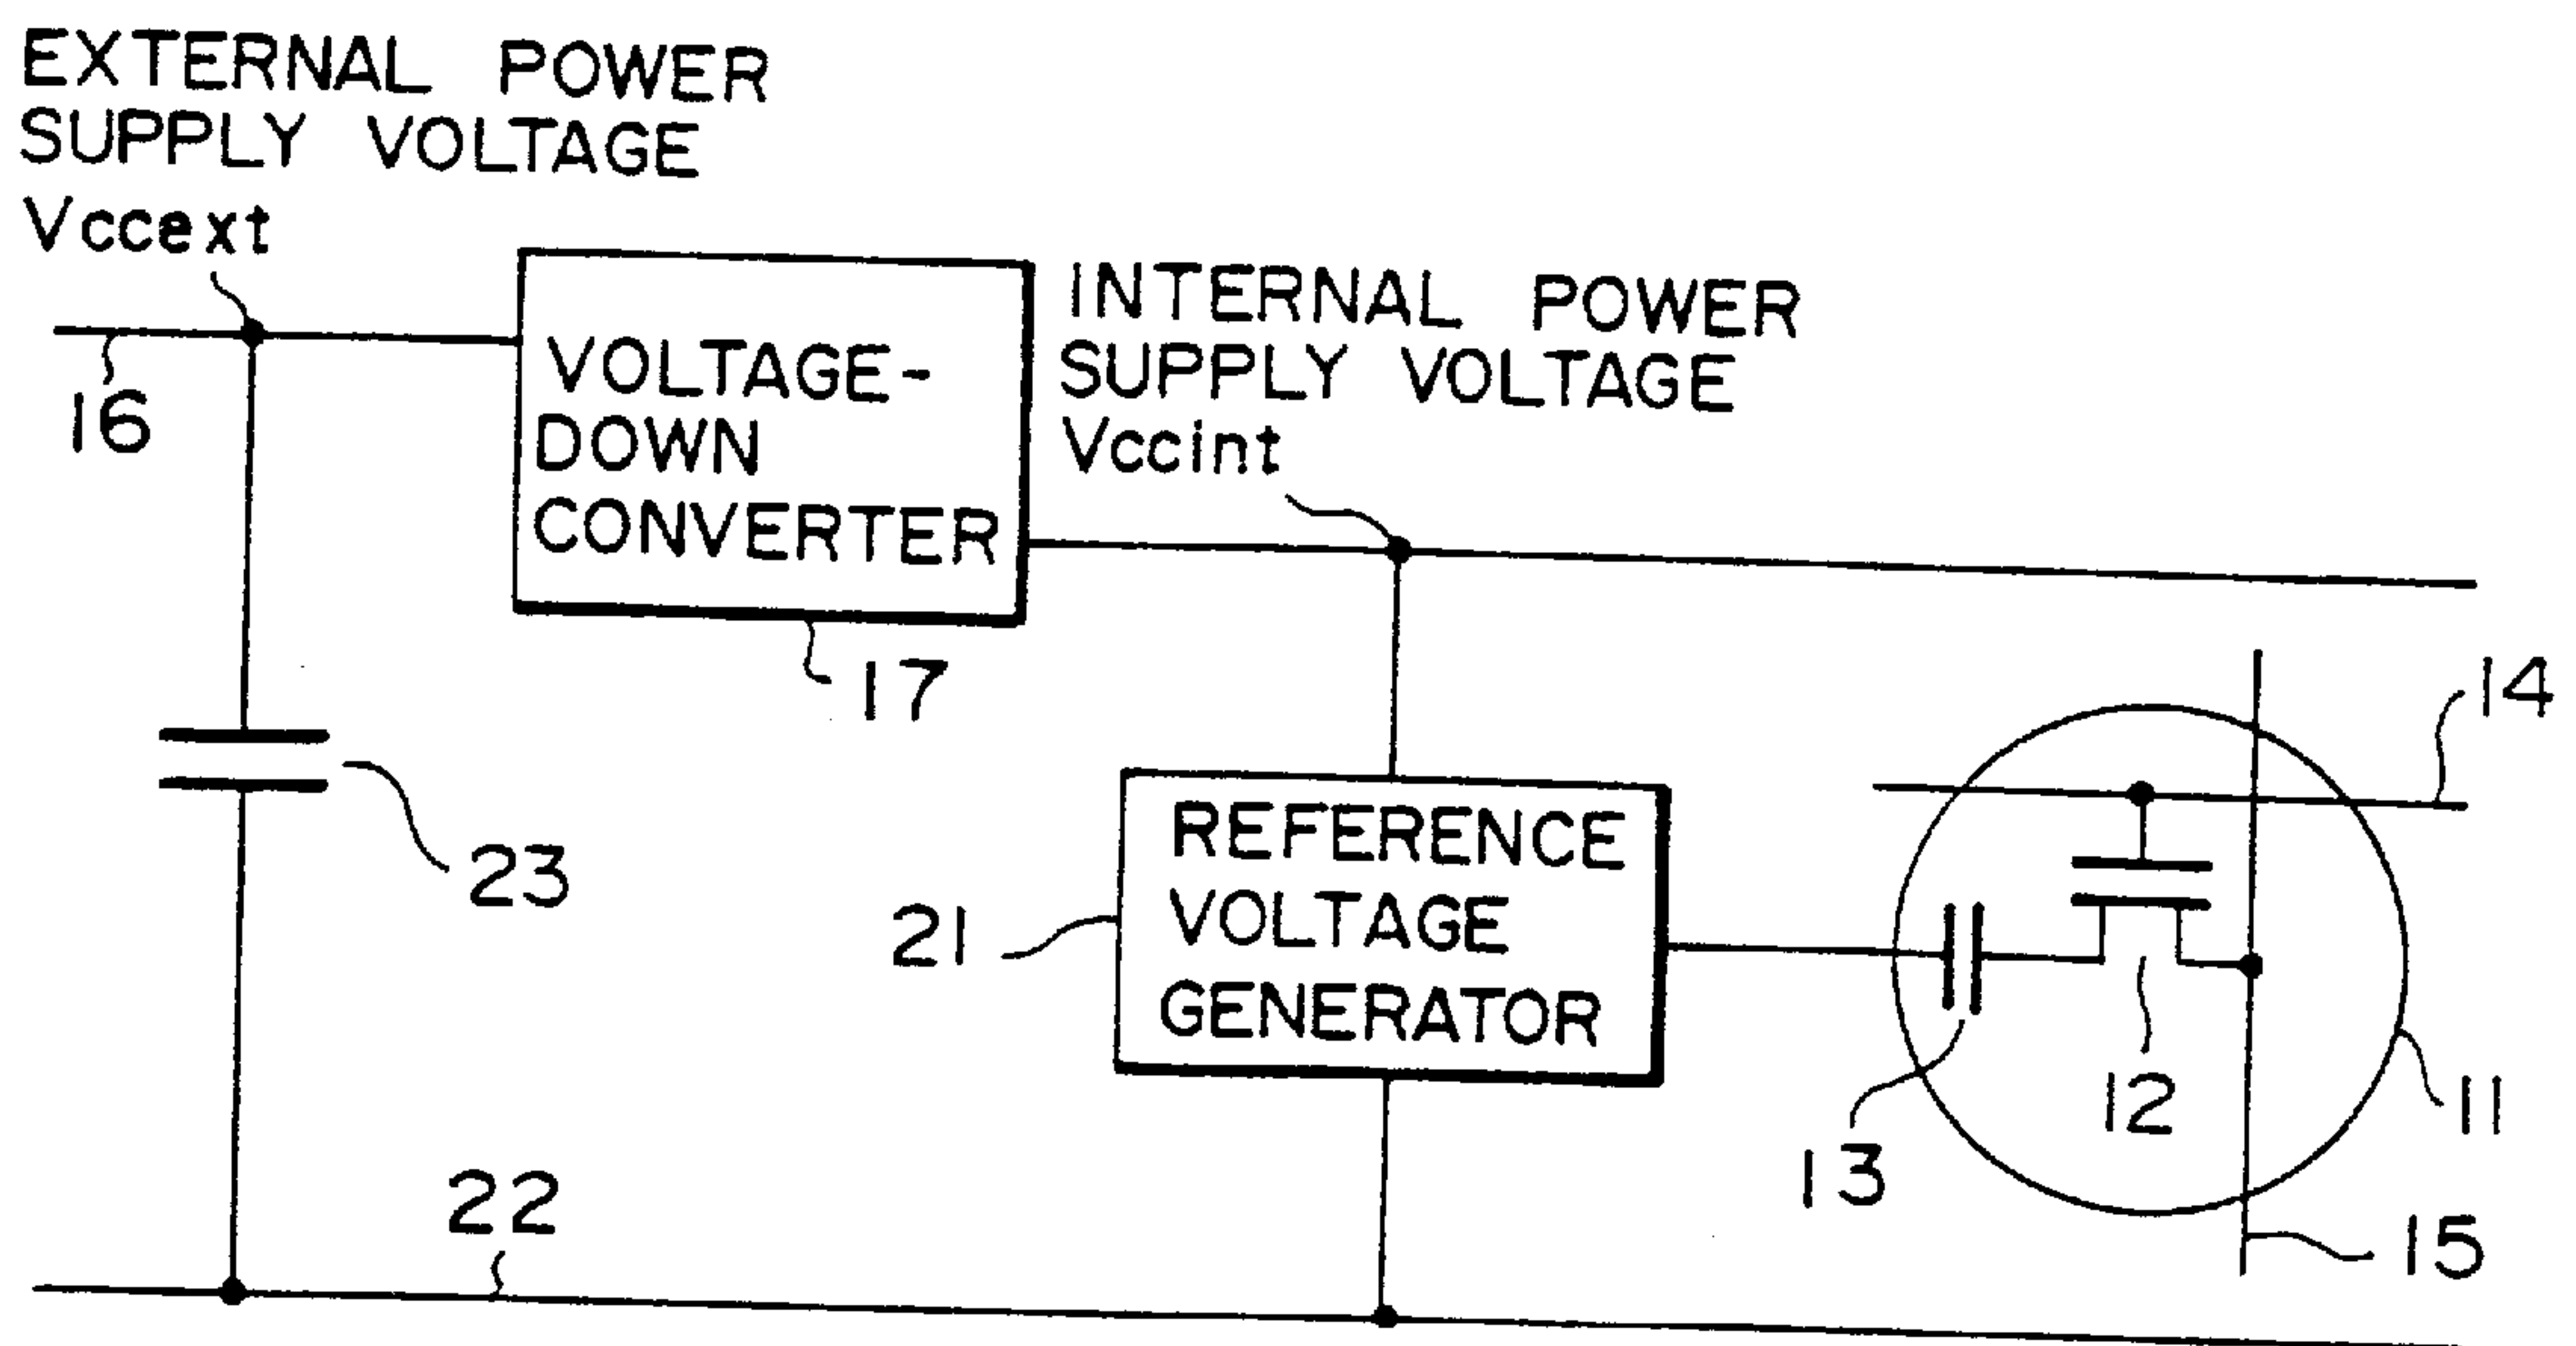 EXTERNAL POWER
SUPPLY VOLTAGE
Vccext
16
VOLTAGE-
DOWN
CONVERTER
17
INTERNAL POWER
SUPPLY VOLTAGE
Vccint
14
23
REFERENCE
VOLTAGE
GENERATOR
21
12
11
13
15
22